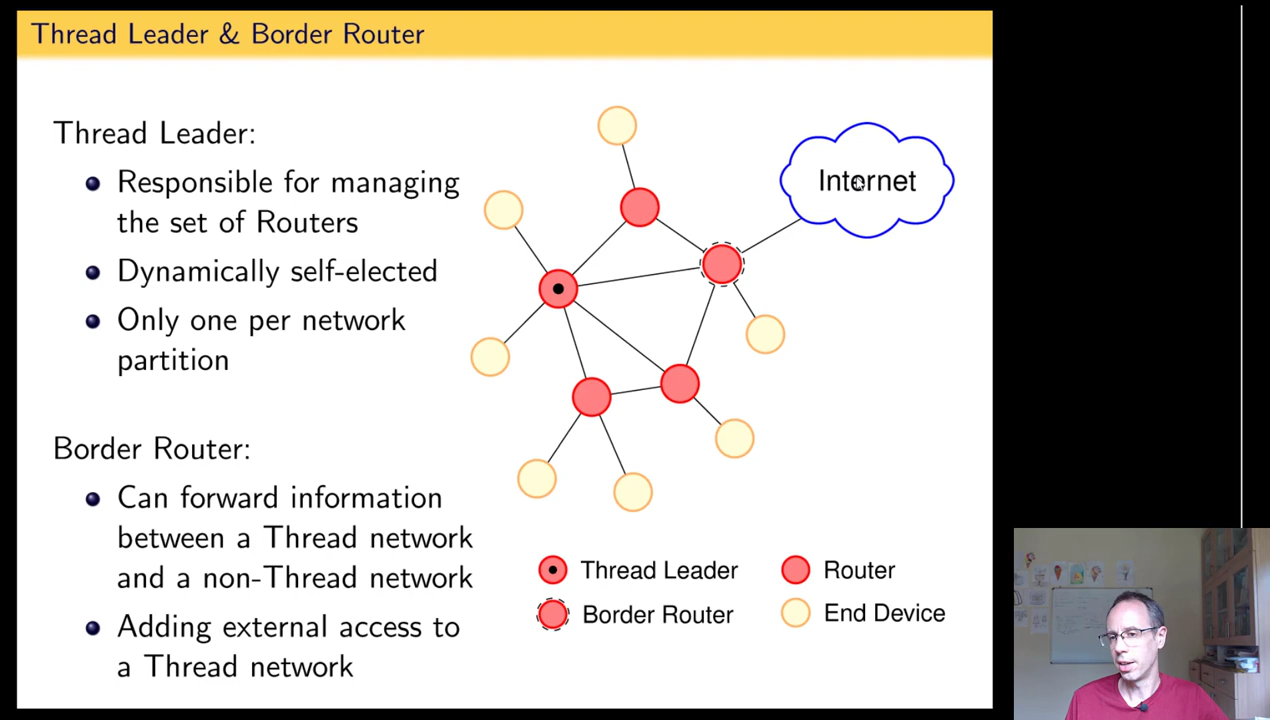 Thread Leader & Border Router
Thread Leader:
Responsible for managing
the set of Routers
Dynamically self-elected
Only one per network
partition
Border Router:
Can forward information
between a Thread network
and a non-Thread network
Adding external access to
a Thread network
Internet
Thread Leader
Router
Border Router
End Device